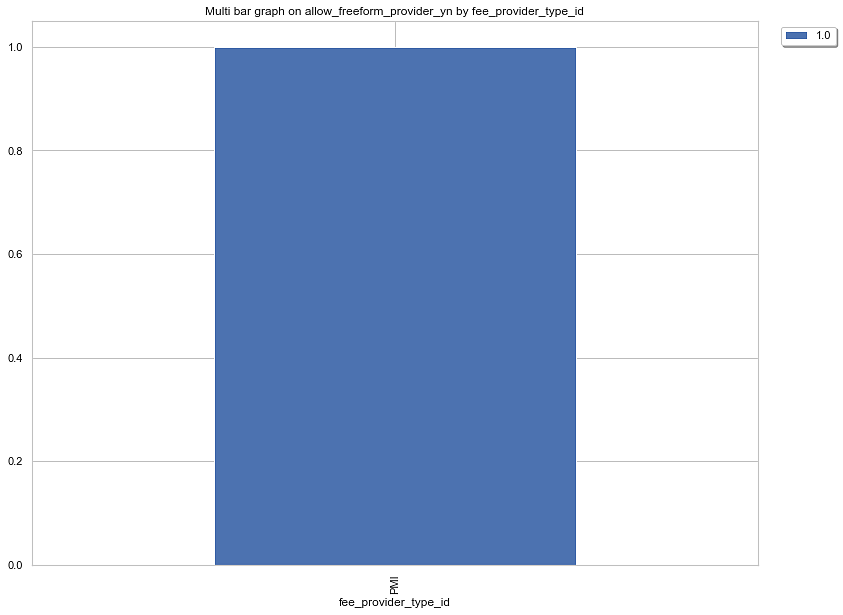 Multi bar graph on allow_freeform_provider_yn by fee_provider_type_id
1.0
1.0
0.8
0.6
0.4
0.2
0.0
PMI
fee_provider_type_id